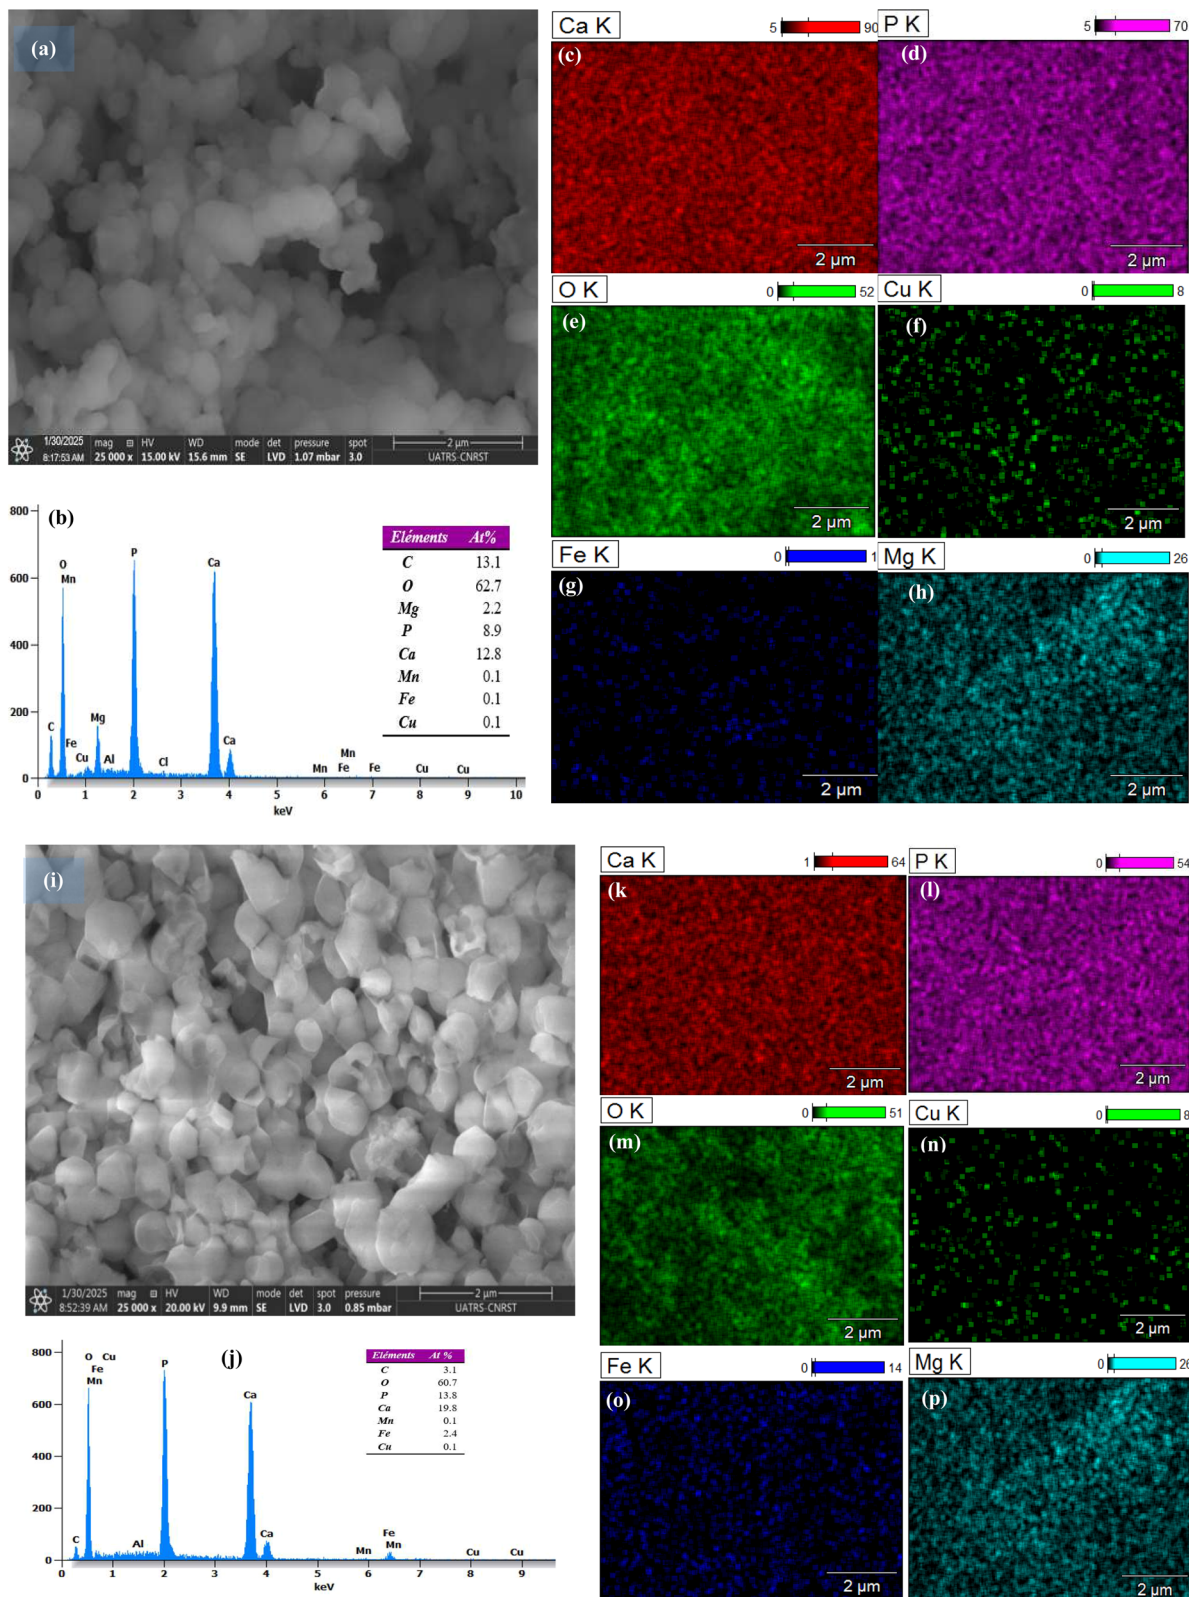 (a)
1/30/2025 mag HV WD mode det pressure spot 2 µm
8:17:53 AM 25 000 x 15.00 kV 15.6 mm SE LVD 1.07 mbar 3.0 UATRS-CNRST
Ca K 5 90
(c)
2 µm
P K 5 70
(d)
2 µm
O K 0 52
(e)
2 µm
Cu K 0 8
(f)
2 µm
Fe K 0 1
(g)
2 µm
Mg K 0 26
(h)
2 µm
(b)
800
600
400
200
0
C
O
Mn
Fe
Cu
Mg
Al
P
Cl
Ca
Ca
Mn
Mn
Fe
Fe
Cu
Cu
0 1 2 3 4 5 6 7 8 9 10
keV
Eléments At%
C 13.1
O 62.7
Mg 2.2
P 8.9
Ca 12.8
Mn 0.1
Fe 0.1
Cu 0.1
(i)
1/30/2025 mag HV WD mode det spot pressure 2 µm
8:52:39 AM 25 000 x 20.00 kV 9.9 mm SE LVD 3.0 0.85 mbar UATRS-CNRST
Ca K 1 64
(k)
2 µm
P K 0 54
(l)
2 µm
O K 0 51
(m)
2 µm
Cu K 0 8
(n)
2 µm
Fe K 0 14
(o)
2 µm
Mg K 0 26
(p)
2 µm
(j)
800
600
400
200
0
C
O Cu
Fe
Mn
Al
P
Ca
Ca
Mn
Fe
Mn
Cu
Cu
0 1 2 3 4 5 6 7 8 9
keV
Eléments At %
C 3.1
O 60.7
P 13.8
Ca 19.8
Mn 0.1
Fe 2.4
Cu 0.1